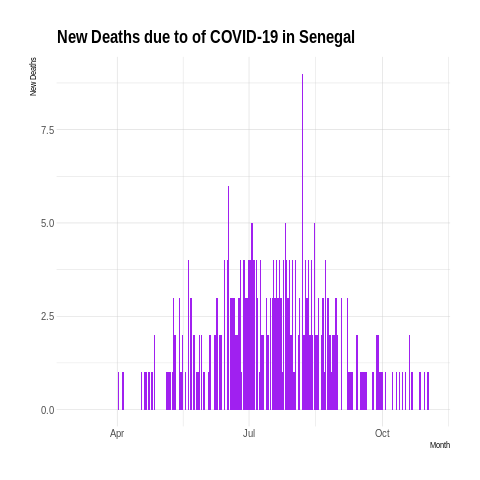 New Deaths due to of COVID-19 in Senegal
New Deaths
7.5
5.0
2.5
0.0
Apr Jul Oct
Month